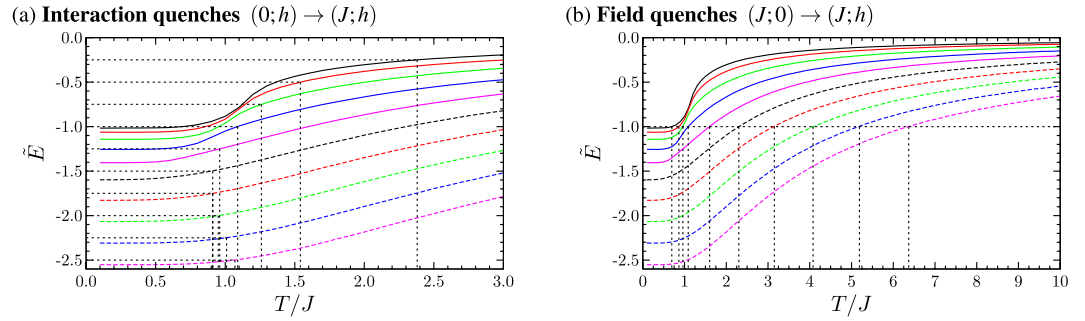 (a) Interaction quenches (0; h) → (J; h)
0.0
-0.5
-1.0
-1.5
-2.0
-2.5
Ẽ
0.0 0.5 1.0 1.5 2.0 2.5 3.0
T/J
(b) Field quenches (J; 0) → (J; h)
0.0
-0.5
-1.0
-1.5
-2.0
-2.5
Ẽ
0 1 2 3 4 5 6 7 8 9 10
T/J